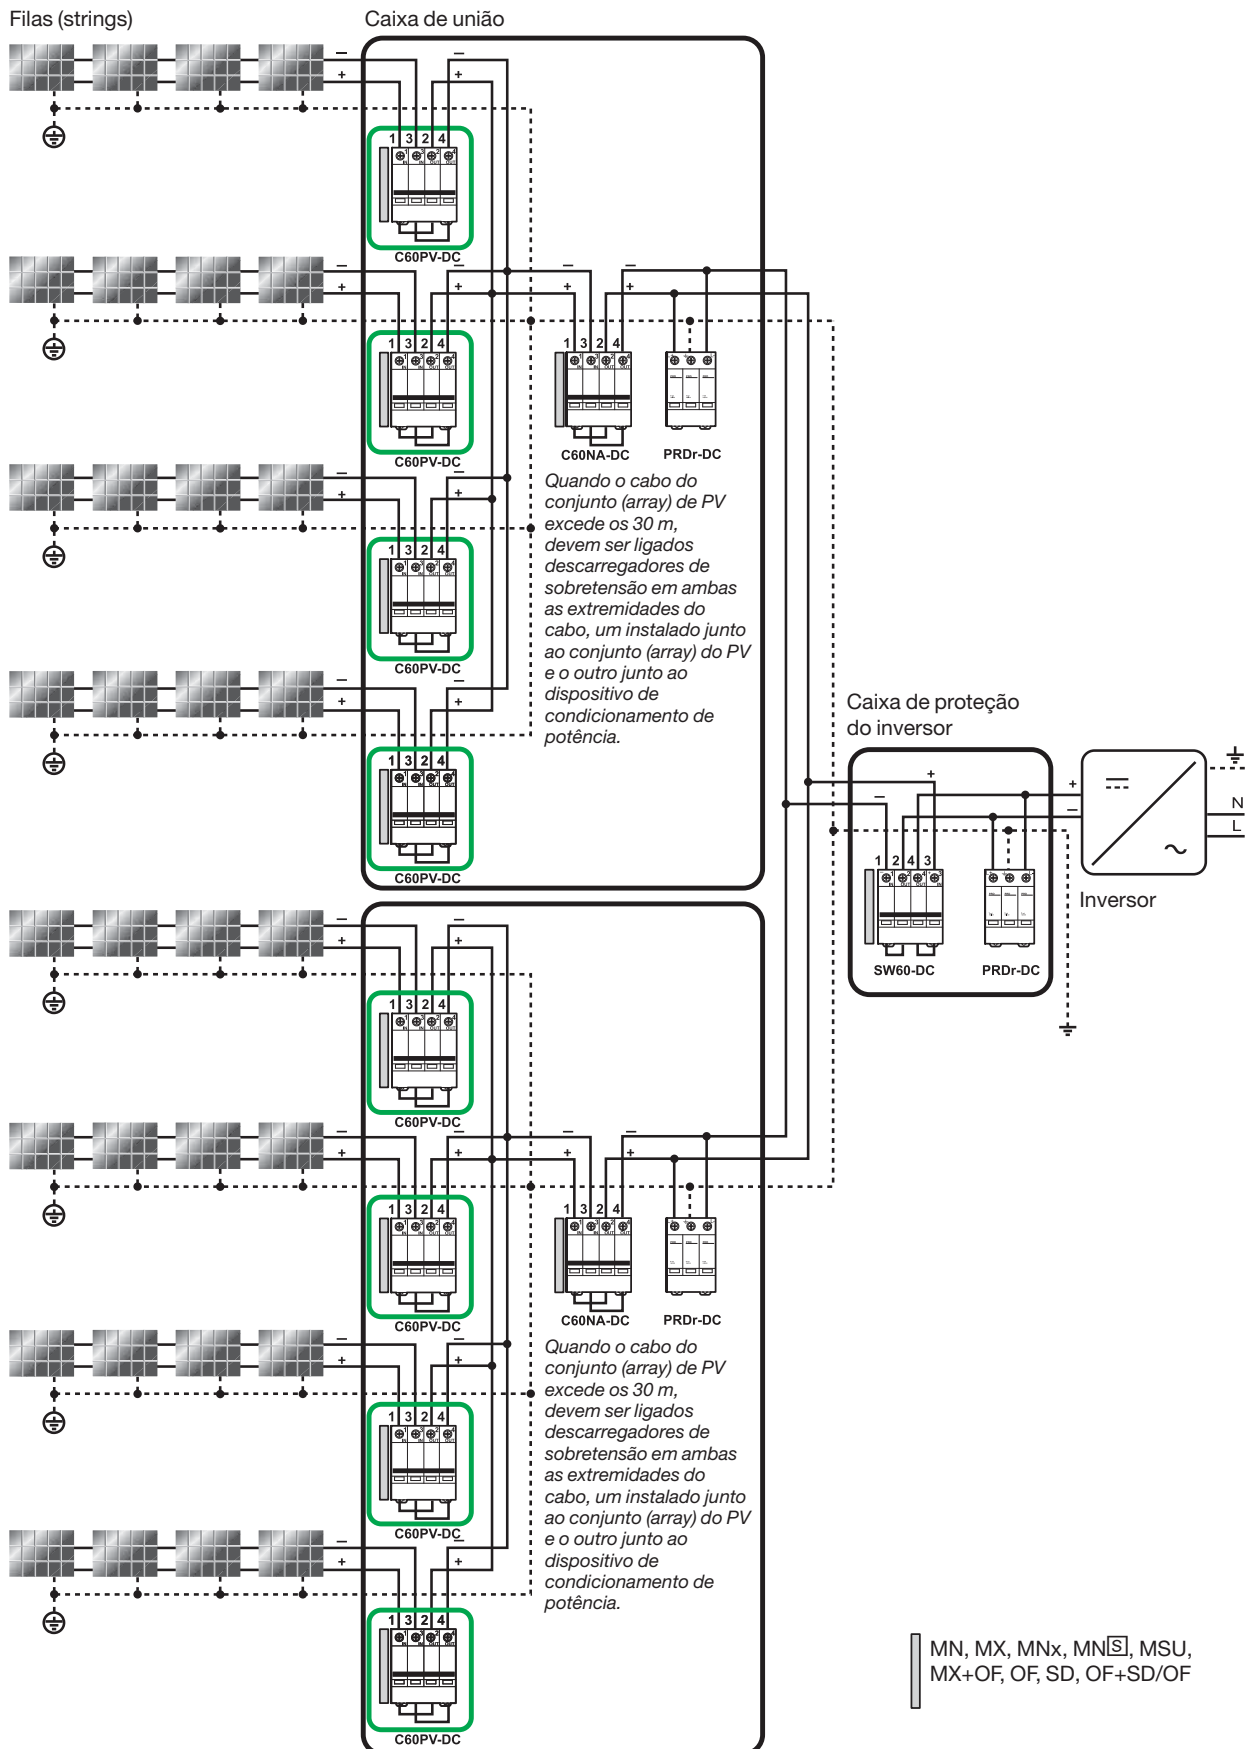 Filas (strings)
Caixa de união
– –
+ +
1 3 2 4
C60PV-DC
– – – –
+ + + +
1 3 2 4
1 3 2 4
C60PV-DC
C60NA-DC
PRDr-DC
Quando o cabo do
conjunto (array) de PV
excede os 30 m,
devem ser ligados
descarregadores de
sobretensão em ambas
as extremidades do
cabo, um instalado junto
ao conjunto (array) do PV
e o outro junto ao
dispositivo de
condicionamento de
potência.
– –
+ +
1 3 2 4
C60PV-DC
– –
+ +
1 3 2 4
C60PV-DC
Caixa de proteção
do inversor
+
– +
–
1 2 4 3
SW60-DC
PRDr-DC
N
L
Inversor
– –
+ +
1 3 2 4
C60PV-DC
– – – –
+ + + +
1 3 2 4
1 3 2 4
C60PV-DC
C60NA-DC
PRDr-DC
Quando o cabo do
conjunto (array) de PV
excede os 30 m,
devem ser ligados
descarregadores de
sobretensão em ambas
as extremidades do
cabo, um instalado junto
ao conjunto (array) do PV
e o outro junto ao
dispositivo de
condicionamento de
potência.
– –
+ +
1 3 2 4
C60PV-DC
– –
+ +
1 3 2 4
C60PV-DC
MN, MX, MNx, MN S, MSU,
MX+OF, OF, SD, OF+SD/OF